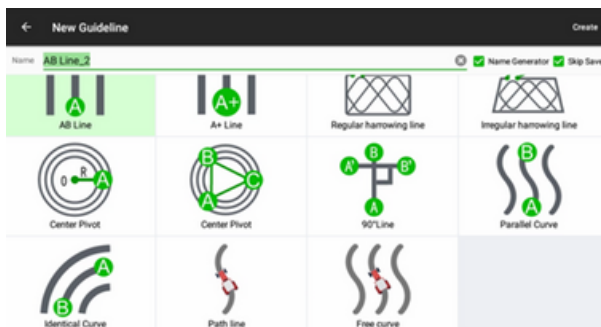 ← New Guideline Create
Name AB Line_2 Name Generator Skip Save
A A+
AB Line A+ Line Regular harrowing line Irregular harrowing line
O R A
B A C
A' B B' A
B A
Center Pivot Center Pivot 90°Line Parallel Curve
A B
Identical Curve Path line Free curve